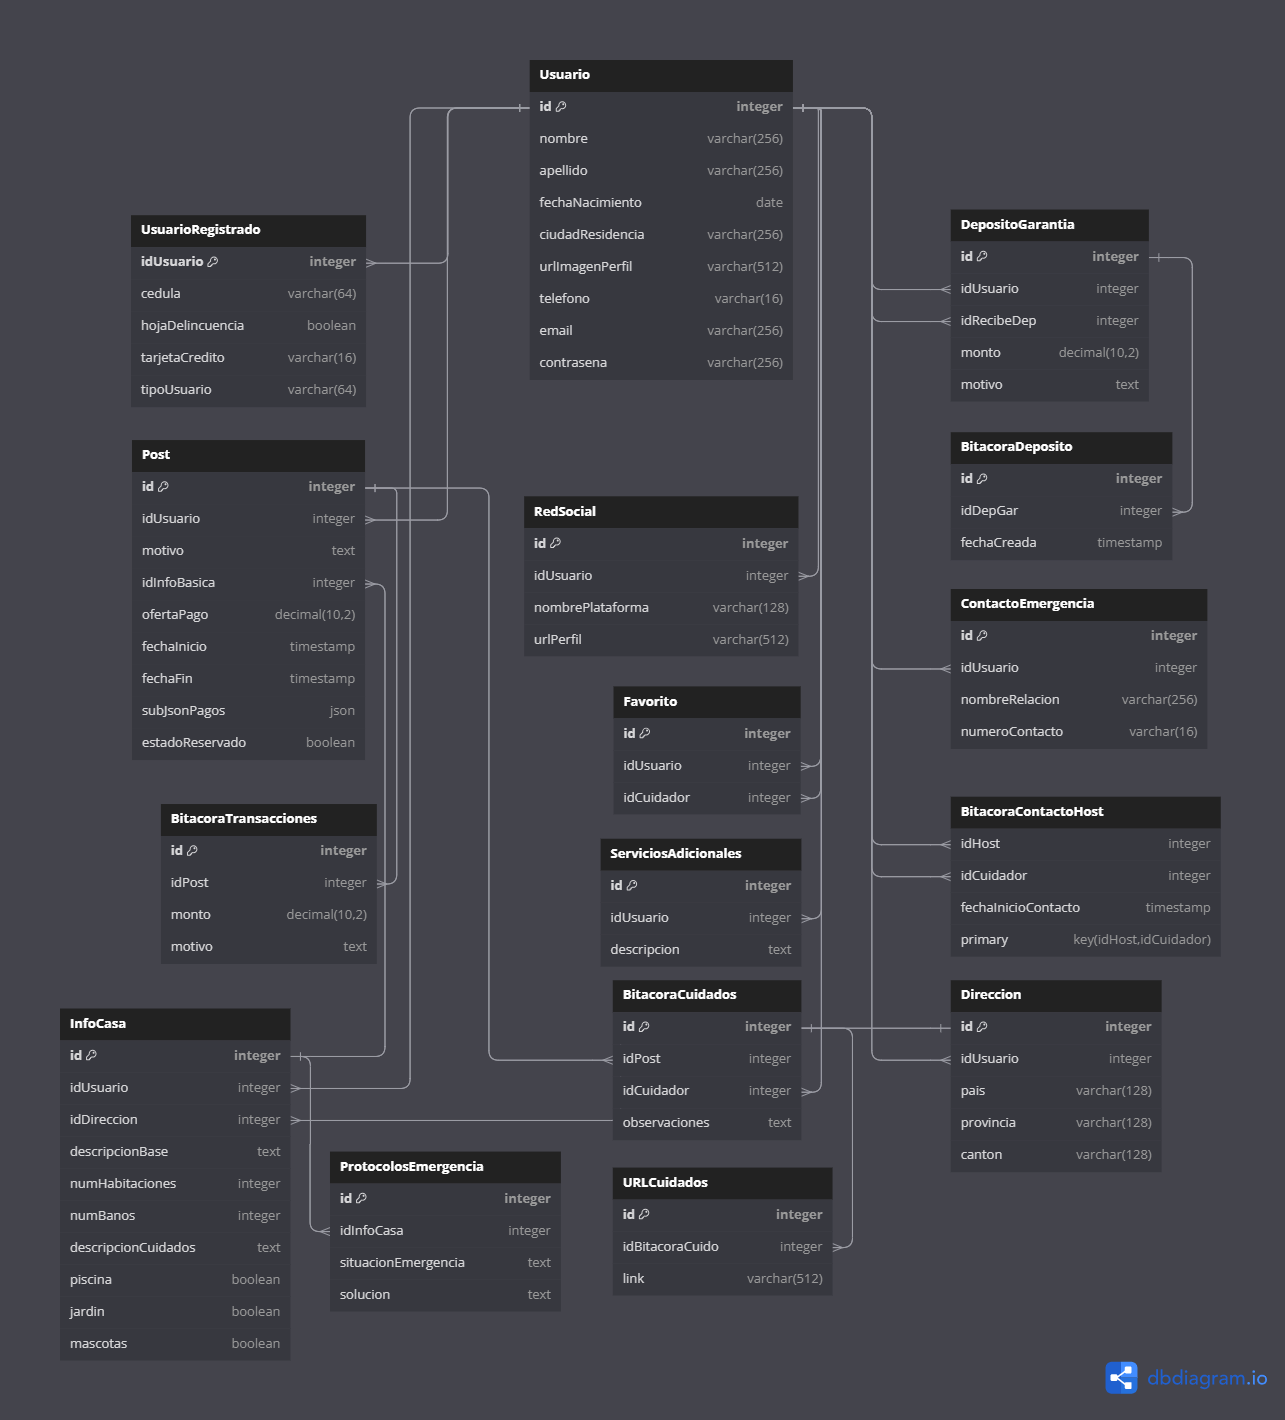 Usuario
id integer
nombre varchar(256)
apellido varchar(256)
fechaNacimiento date
ciudadResidencia varchar(256)
urlImagenPerfil varchar(512)
telefono varchar(16)
email varchar(256)
contrasena varchar(256)
UsuarioRegistrado
idUsuario integer
cedula varchar(64)
hojaDelincuencia boolean
tarjetaCredito varchar(16)
tipoUsuario varchar(64)
DepositoGarantia
id integer
idUsuario integer
idRecibeDep integer
monto decimal(10,2)
motivo text
Post
id integer
idUsuario integer
motivo text
idInfoBasica integer
ofertaPago decimal(10,2)
fechaInicio timestamp
fechaFin timestamp
subJsonPagos json
estadoReservado boolean
BitacoraDeposito
id integer
idDepGar integer
fechaCreada timestamp
RedSocial
id integer
idUsuario integer
nombrePlataforma varchar(128)
urlPerfil varchar(512)
ContactoEmergencia
id integer
idUsuario integer
nombreRelacion varchar(256)
numeroContacto varchar(16)
Favorito
id integer
idUsuario integer
idCuidador integer
BitacoraTransacciones
id integer
idPost integer
monto decimal(10,2)
motivo text
ServiciosAdicionales
id integer
idUsuario integer
descripcion text
BitacoraContactoHost
idHost integer
idCuidador integer
fechaInicioContacto timestamp
primary key(idHost,idCuidador)
InfoCasa
id integer
idUsuario integer
idDireccion integer
descripcionBase text
numHabitaciones integer
numBanos integer
descripcionCuidados text
piscina boolean
jardin boolean
mascotas boolean
BitacoraCuidados
id integer
idPost integer
idCuidador integer
observaciones text
Direccion
id integer
idUsuario integer
pais varchar(128)
provincia varchar(128)
canton varchar(128)
ProtocolosEmergencia
id integer
idInfoCasa integer
situacionEmergencia text
solucion text
URLCuidados
id integer
idBitacoraCuido integer
link varchar(512)
dbdiagram.io